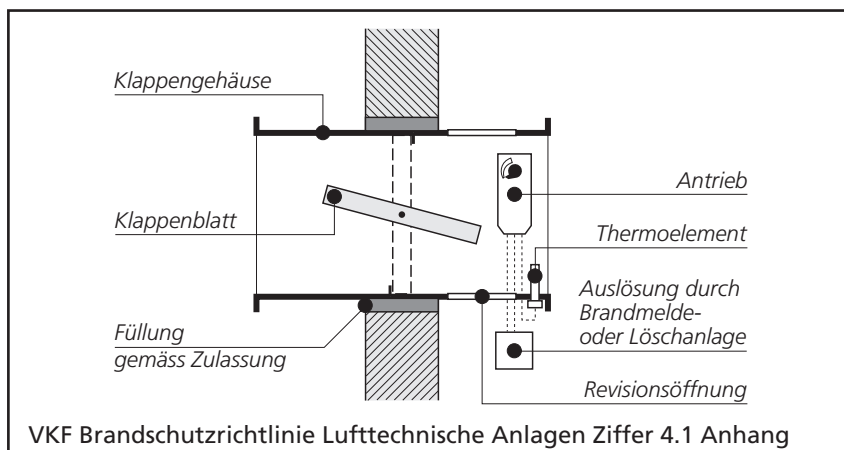 Klappengehäuse
Klappenblatt
Füllung
gemäss Zulassung
Antrieb
Thermoelement
Auslösung durch
Brandmelde-
oder Löschanlage
Revisionsöffnung
VKF Brandschutzrichtlinie Lufttechnische Anlagen Ziffer 4.1 Anhang